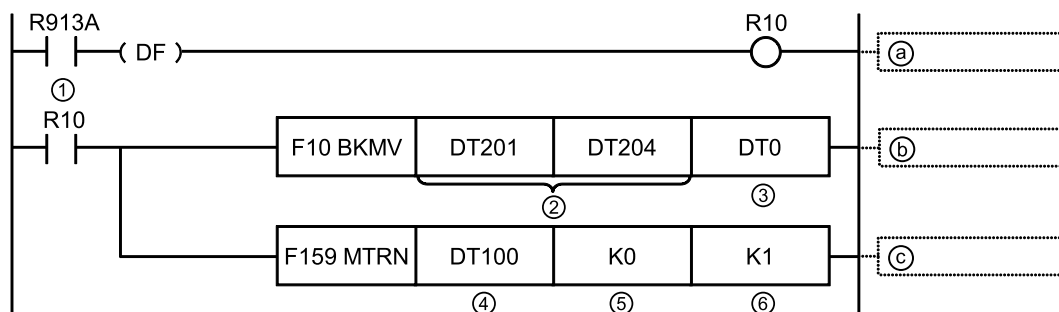 R913A R10
( DF ) ⓐ
①
R10
F10 BKMV DT201 DT204 DT0 ⓑ
② ③
F159 MTRN DT100 K0 K1 ⓒ
④ ⑤ ⑥